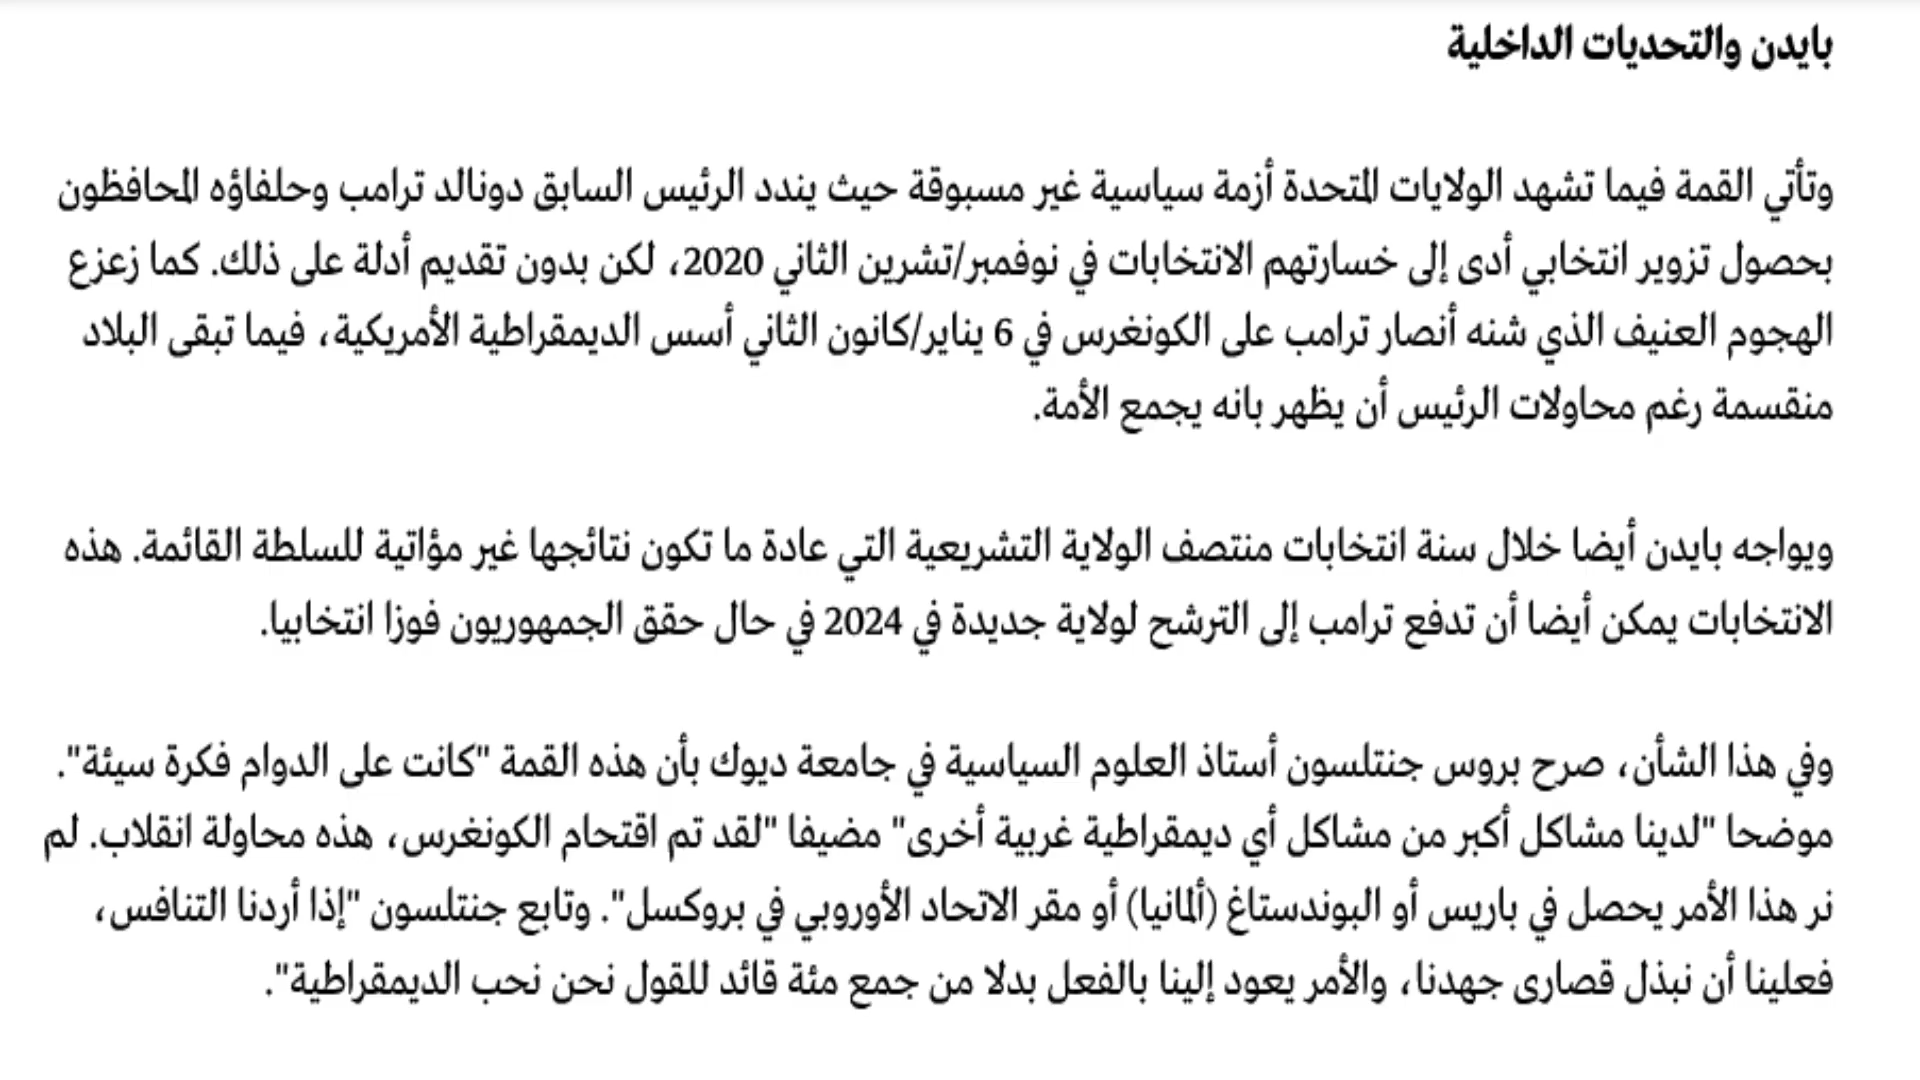 بايدن والتحديات الداخلية
وتأتي القمة فيما تشهد الولايات المتحدة أزمة سياسية غير مسبوقة حيث يندد الرئيس السابق دونالد ترامب وحلفاؤه المحافظون
بحصول تزوير انتخابي أدى إلى خسارتهم الانتخابات في نوفمبر/تشرين الثاني 2020، لكن بدون تقديم أدلة على ذلك. كما زعزع
الهجوم العنيف الذي شنه أنصار ترامب على الكونغرس في 6 يناير/كانون الثاني أسس الديمقراطية الأمريكية، فيما تبقى البلاد
منقسمة رغم محاولات الرئيس أن يظهر بانه يجمع الأمة.
ويواجه بايدن أيضا خلال سنة انتخابات منتصف الولاية التشريعية التي عادة ما تكون نتائجها غير مؤاتية للسلطة القائمة. هذه
الانتخابات يمكن أيضا أن تدفع ترامب إلى الترشح لولاية جديدة في 2024 في حال حقق الجمهوريون فوزا انتخابيا.
وفي هذا الشأن، صرح بروس جنتلسون أستاذ العلوم السياسية في جامعة ديوك بأن هذه القمة "كانت على الدوام فكرة سيئة".
موضحا "لدينا مشاكل أكبر من مشاكل أي ديمقراطية غربية أخرى" مضيفا "لقد تم اقتحام الكونغرس، هذه محاولة انقلاب. لم
نر هذا الأمر يحصل في باريس أو البوندستاغ (ألمانيا) أو مقر الاتحاد الأوروبي في بروكسل". وتابع جنتلسون "إذا أردنا التنافس،
فعلينا أن نبذل قصارى جهدنا، والأمر يعود إلينا بالفعل بدلا من جمع مئة قائد للقول نحن نحب الديمقراطية".